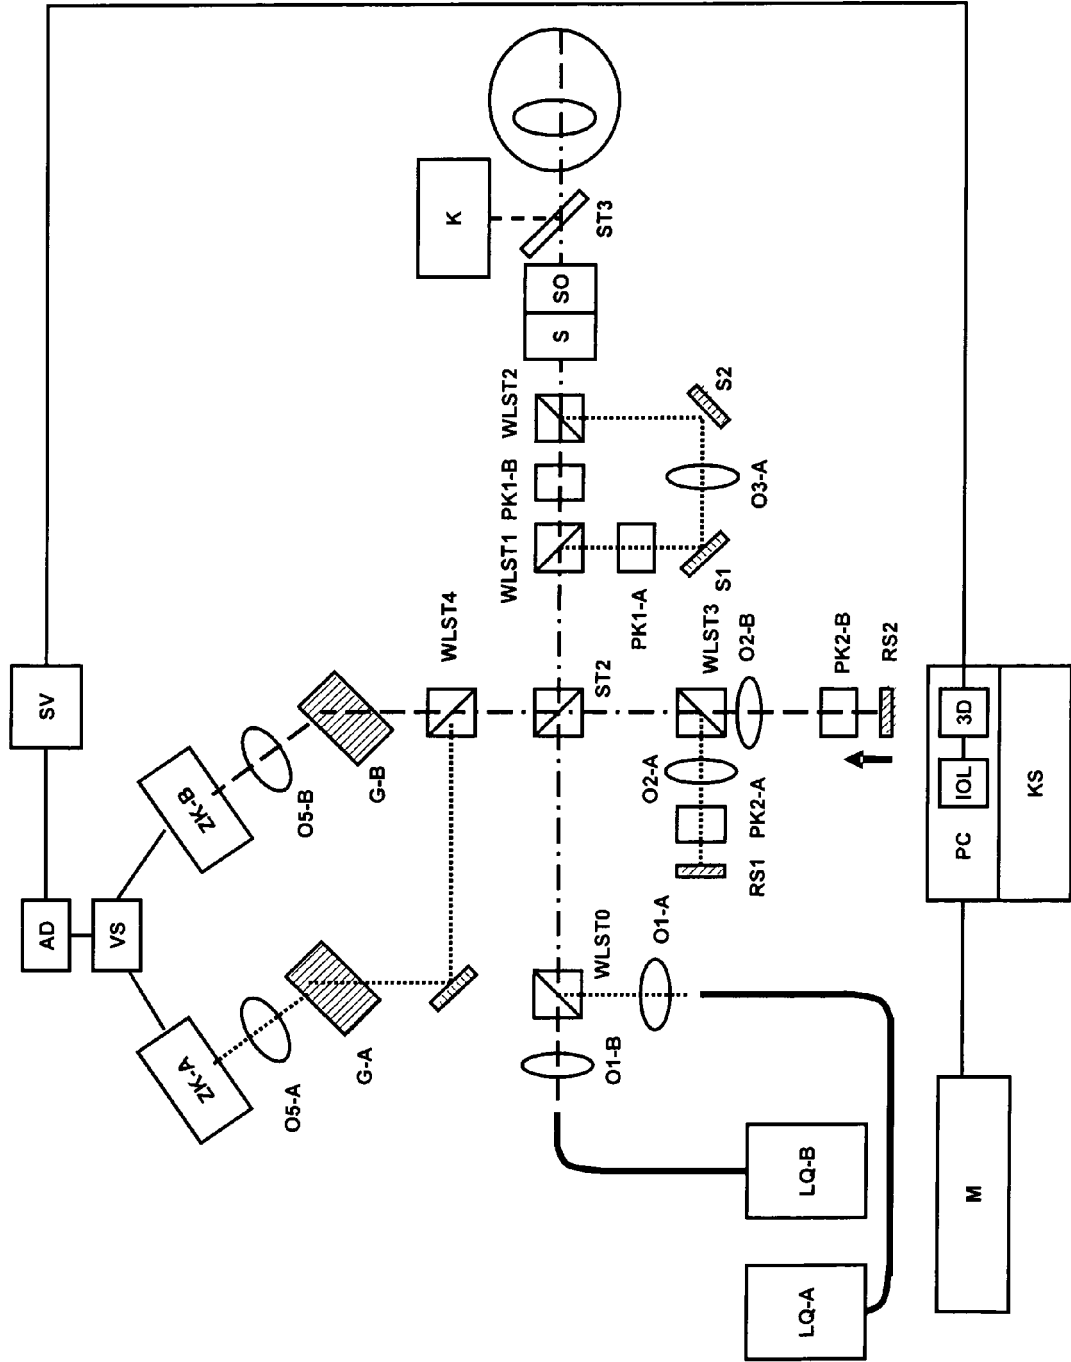 SV
K
ST3
SO
S
WLST2
S2
PK1-B
O3-A
WLST1
PK1-A
S1
WLST4
ST2
WLST3
O2-B
PK2-B
RS2
ZK-B
O5-B
G-B
O2-A
PK2-A
RS1
3D
IOL
PC
KS
AD
VS
ZK-A
O5-A
G-A
WLST0
O1-A
O1-B
LQ-B
LQ-A
M